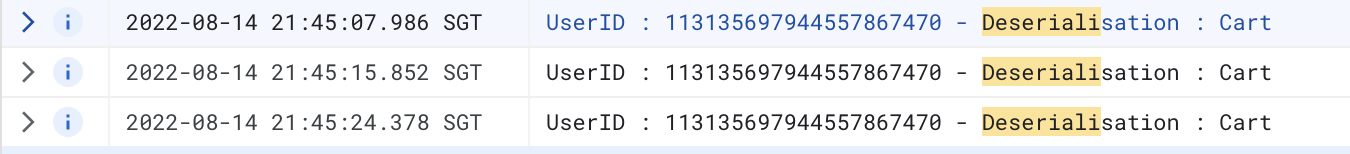 2022-08-14 21:45:07.986 SGT UserID : 113135697944557867470 - Deserialisation : Cart
2022-08-14 21:45:15.852 SGT UserID : 113135697944557867470 - Deserialisation : Cart
2022-08-14 21:45:24.378 SGT UserID : 113135697944557867470 - Deserialisation : Cart